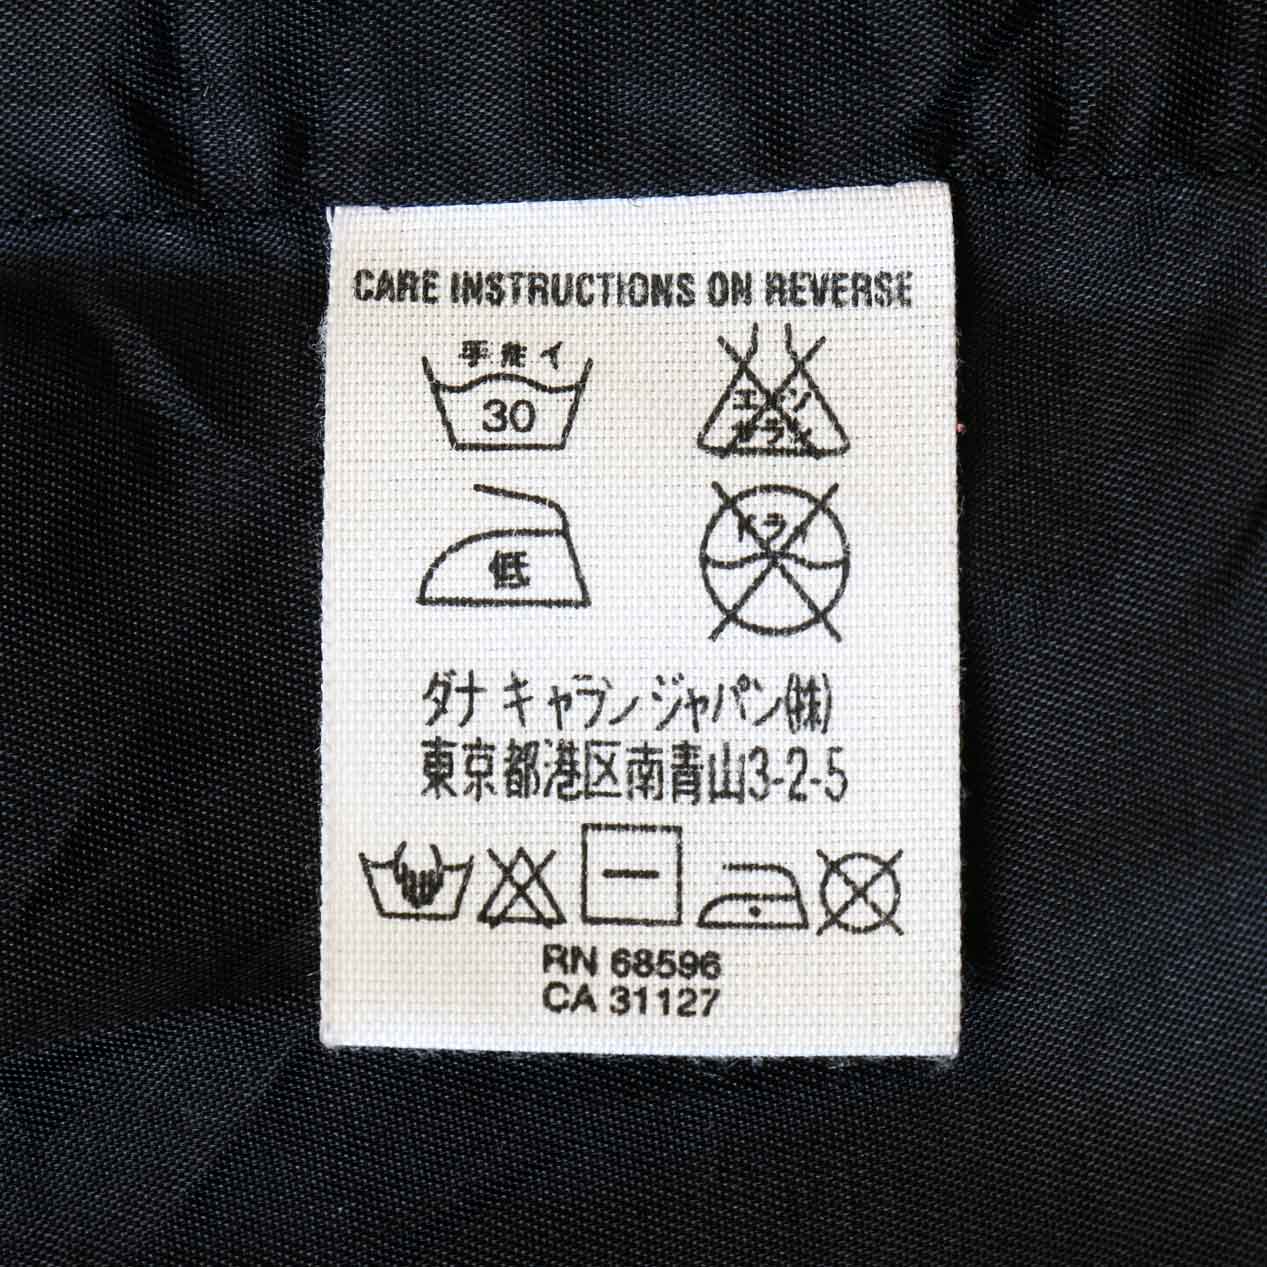 CARE INSTRUCTIONS ON REVERSE
手洗イ
30
エンソ
サラシ
低
ドライ
ダナ キャラン ジャパン(株)
東京都港区南青山3-2-5
RN 68596
CA 31127